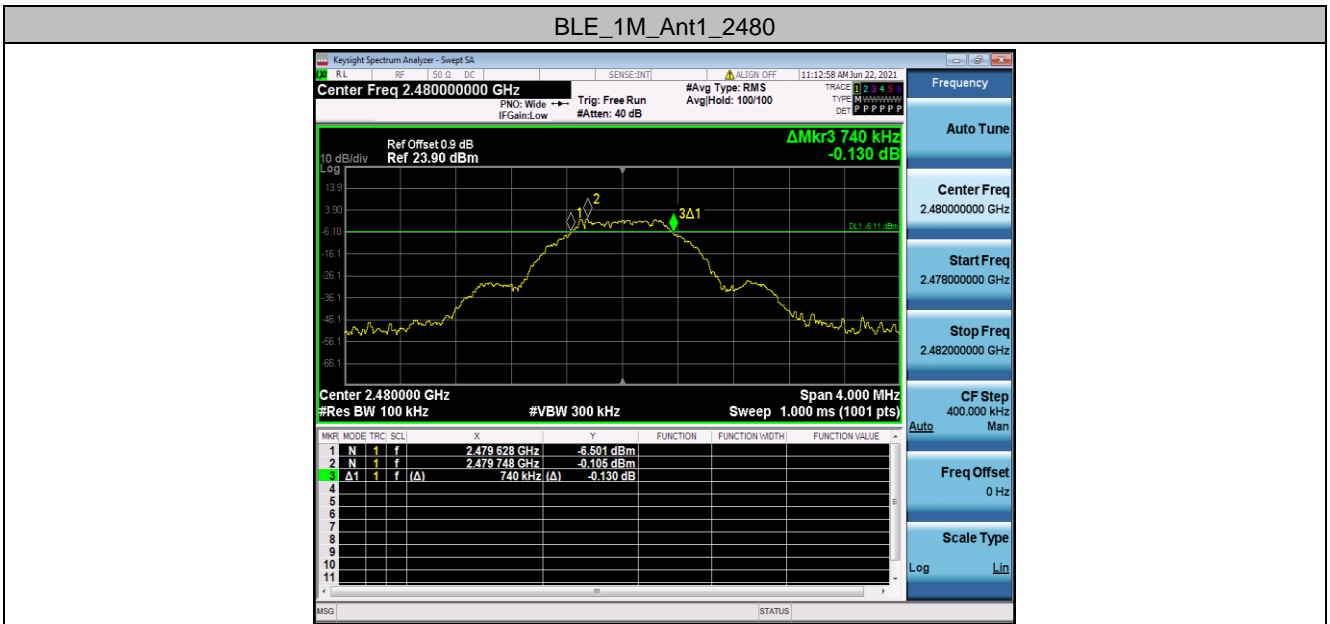 BLE_1M_Ant1_2480
Keysight Spectrum Analyzer - Swept SA
RL RF 50 Ω DC SENSE:INT ALIGN OFF 11:12:58 AM Jun 22, 2021
Center Freq 2.480000000 GHz
PNO: Wide
IFGain:Low
Trig: Free Run
#Atten: 40 dB
#Avg Type: RMS
Avg|Hold: 100/100
TRACE 1 2 3 4 5 6
TYPE M W W W W W
DET P P P P P P
ΔMkr3 740 kHz
-0.130 dB
Ref Offset 0.9 dB
10 dB/div Ref 23.90 dBm
Log
13.9
3.90
-6.10
-16.1
-26.1
-36.1
-46.1
-56.1
-66.1
1
2
3Δ1
DL1 -6.11 dBm
Center 2.480000 GHz Span 4.000 MHz
#Res BW 100 kHz #VBW 300 kHz Sweep 1.000 ms (1001 pts)
MKR MODE TRC SCL X Y FUNCTION FUNCTION WIDTH FUNCTION VALUE
1 N 1 f 2.479 628 GHz -6.501 dBm
2 N 1 f 2.479 748 GHz -0.105 dBm
3 Δ1 1 f (Δ) 740 kHz (Δ) -0.130 dB
4
5
6
7
8
9
10
11
MSG STATUS
Frequency
Auto Tune
Center Freq
2.480000000 GHz
Start Freq
2.478000000 GHz
Stop Freq
2.482000000 GHz
CF Step
400.000 kHz
Auto Man
Freq Offset
0 Hz
Scale Type
Log Lin